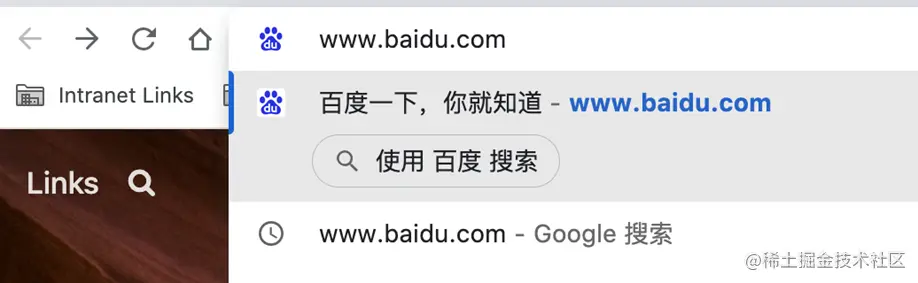 www.baidu.com
Intranet Links
百度一下，你就知道 - www.baidu.com
Links
使用 百度 搜索
www.baidu.com - Google 搜索
@稀土掘金技术社区